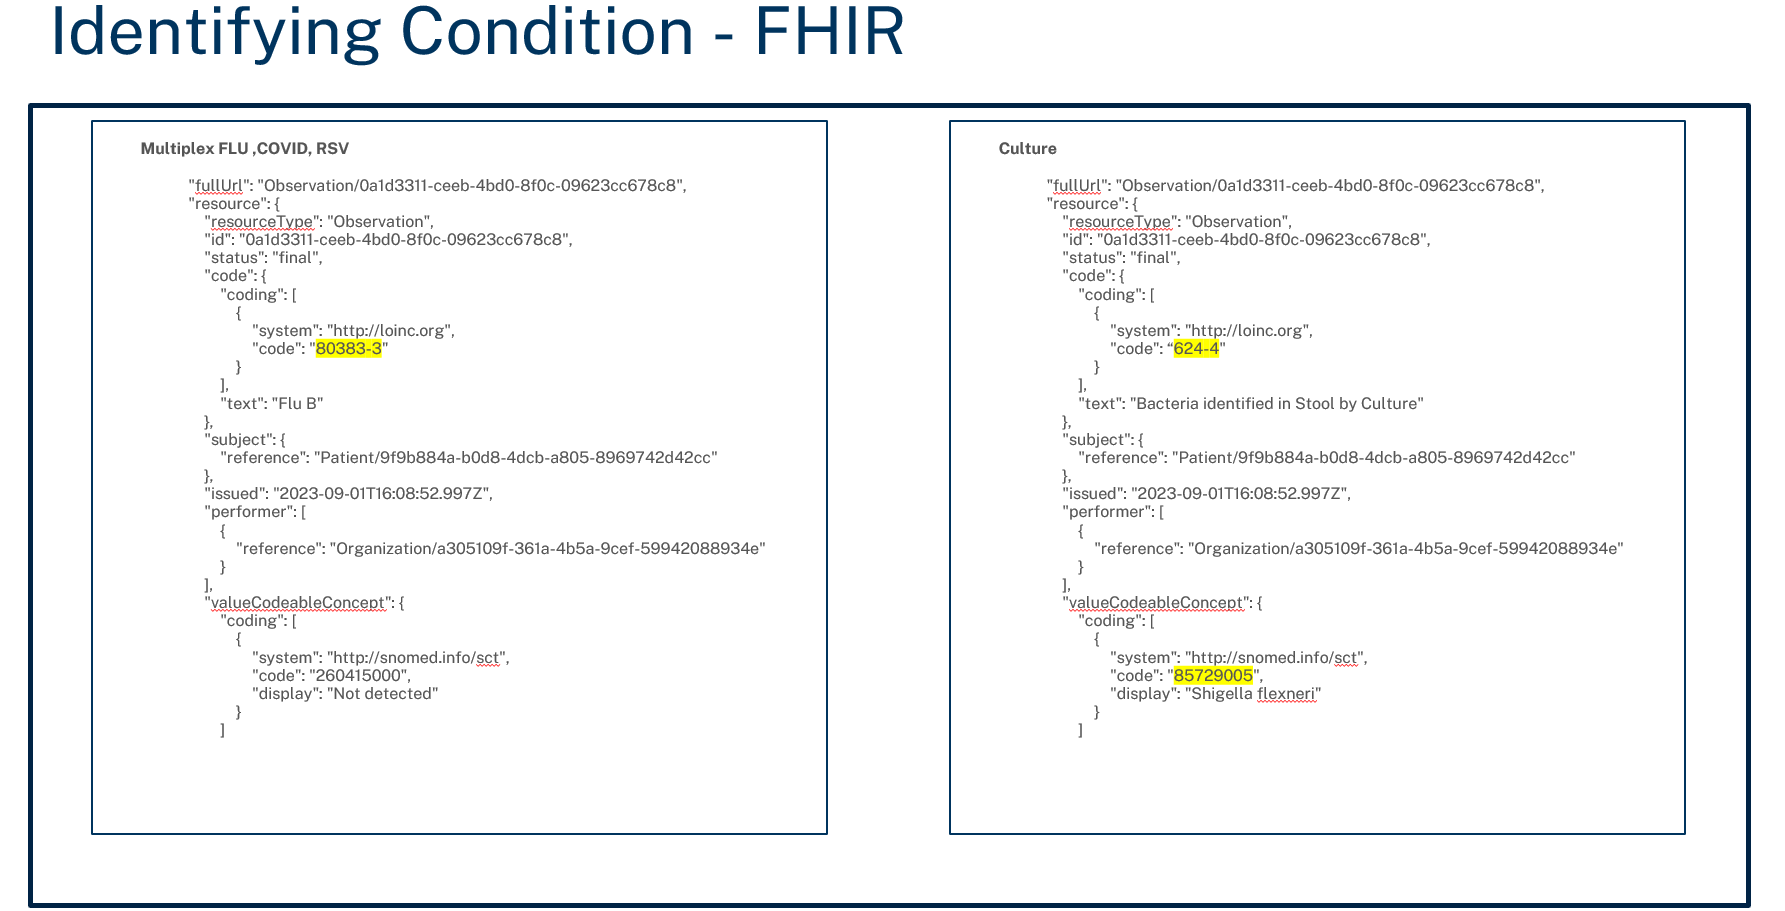 Identifying Condition - FHIR
Multiplex FLU ,COVID, RSV
"fullUrl": "Observation/0a1d3311-ceeb-4bd0-8f0c-09623cc678c8",
"resource": {
"resourceType": "Observation",
"id": "0a1d3311-ceeb-4bd0-8f0c-09623cc678c8",
"status": "final",
"code": {
"coding": [
{
"system": "http://loinc.org",
"code": "80383-3"
}
],
"text": "Flu B"
},
"subject": {
"reference": "Patient/9f9b884a-b0d8-4dcb-a805-8969742d42cc"
},
"issued": "2023-09-01T16:08:52.997Z",
"performer": [
{
"reference": "Organization/a305109f-361a-4b5a-9cef-59942088934e"
}
],
"valueCodeableConcept": {
"coding": [
{
"system": "http://snomed.info/sct",
"code": "260415000",
"display": "Not detected"
}
]
Culture
"fullUrl": "Observation/0a1d3311-ceeb-4bd0-8f0c-09623cc678c8",
"resource": {
"resourceType": "Observation",
"id": "0a1d3311-ceeb-4bd0-8f0c-09623cc678c8",
"status": "final",
"code": {
"coding": [
{
"system": "http://loinc.org",
"code": “624-4"
}
],
"text": "Bacteria identified in Stool by Culture"
},
"subject": {
"reference": "Patient/9f9b884a-b0d8-4dcb-a805-8969742d42cc"
},
"issued": "2023-09-01T16:08:52.997Z",
"performer": [
{
"reference": "Organization/a305109f-361a-4b5a-9cef-59942088934e"
}
],
"valueCodeableConcept": {
"coding": [
{
"system": "http://snomed.info/sct",
"code": "85729005",
"display": "Shigella flexneri"
}
]